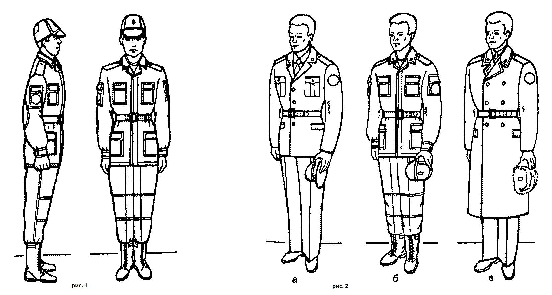 а б в
рис. 1 рис. 2